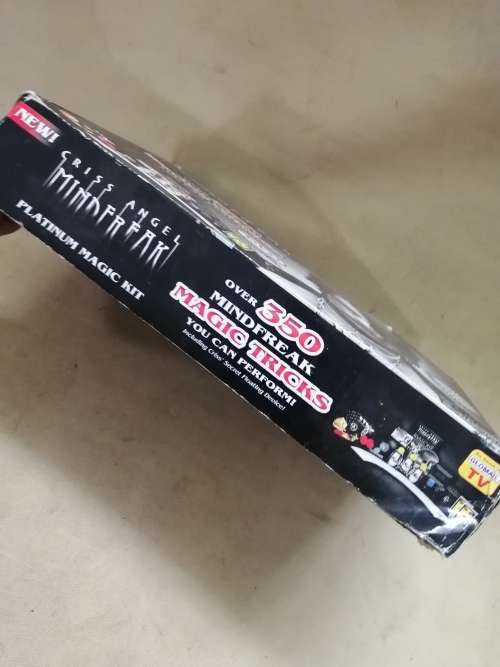 NEW!
CRISS ANGEL
MINDFREAK
PLATINUM MAGIC KIT
OVER 350
MINDFREAK
MAGIC TRICKS
YOU CAN PERFORM!
Including Criss' Secret Floating Device!
GLOBAL
TV